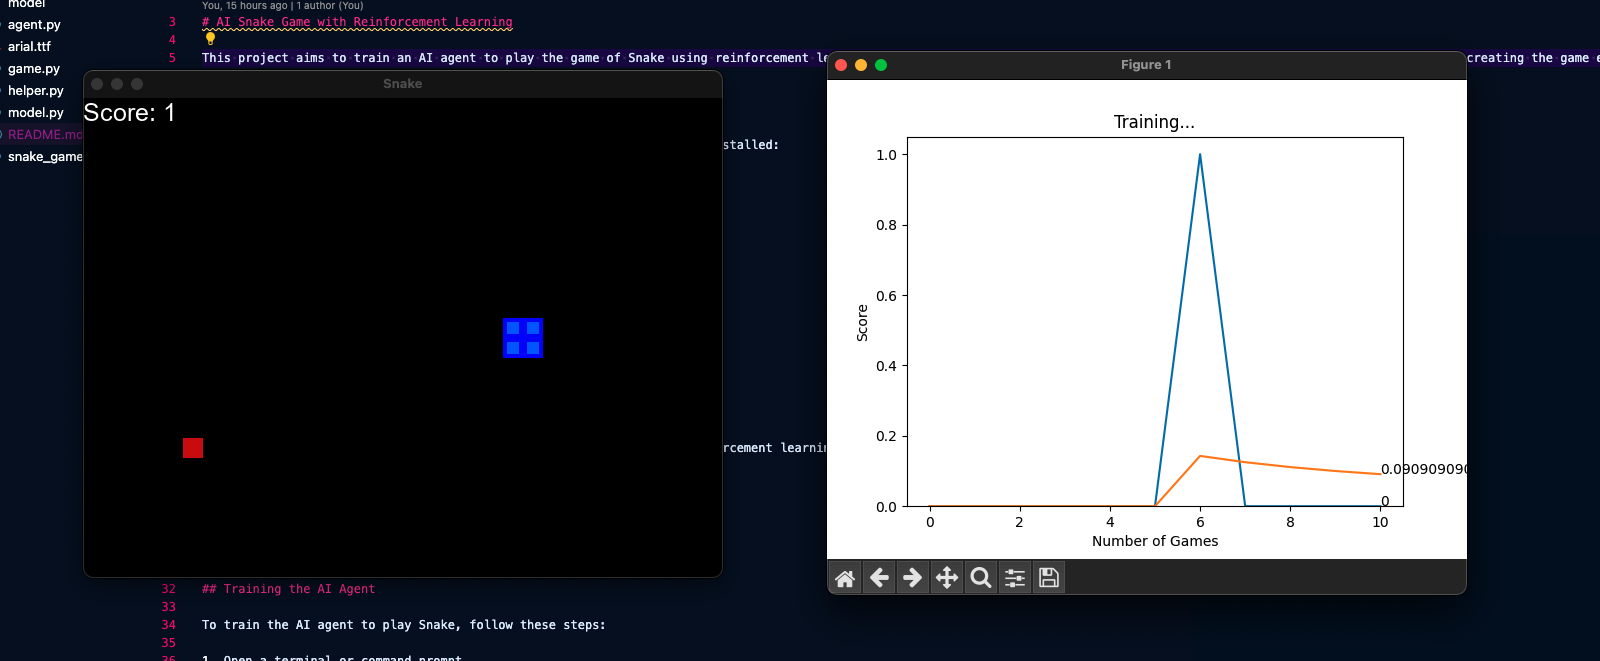 model
agent.py
arial.ttf
game.py
helper.py
model.py
README.md
snake_game
You, 15 hours ago | 1 author (You)
3 # AI Snake Game with Reinforcement Learning
4
5 This project aims to train an AI agent to play the game of Snake using reinforcement le
creating the game e
stalled:
rcement learnin
32 ## Training the AI Agent
33
34 To train the AI agent to play Snake, follow these steps:
35
36 1. Open a terminal or command prompt
Snake
Score: 1
Figure 1
Training...
1.0
0.8
0.6
0.4
0.2
0.0
Score
0 2 4 6 8 10
Number of Games
0.090909090
0